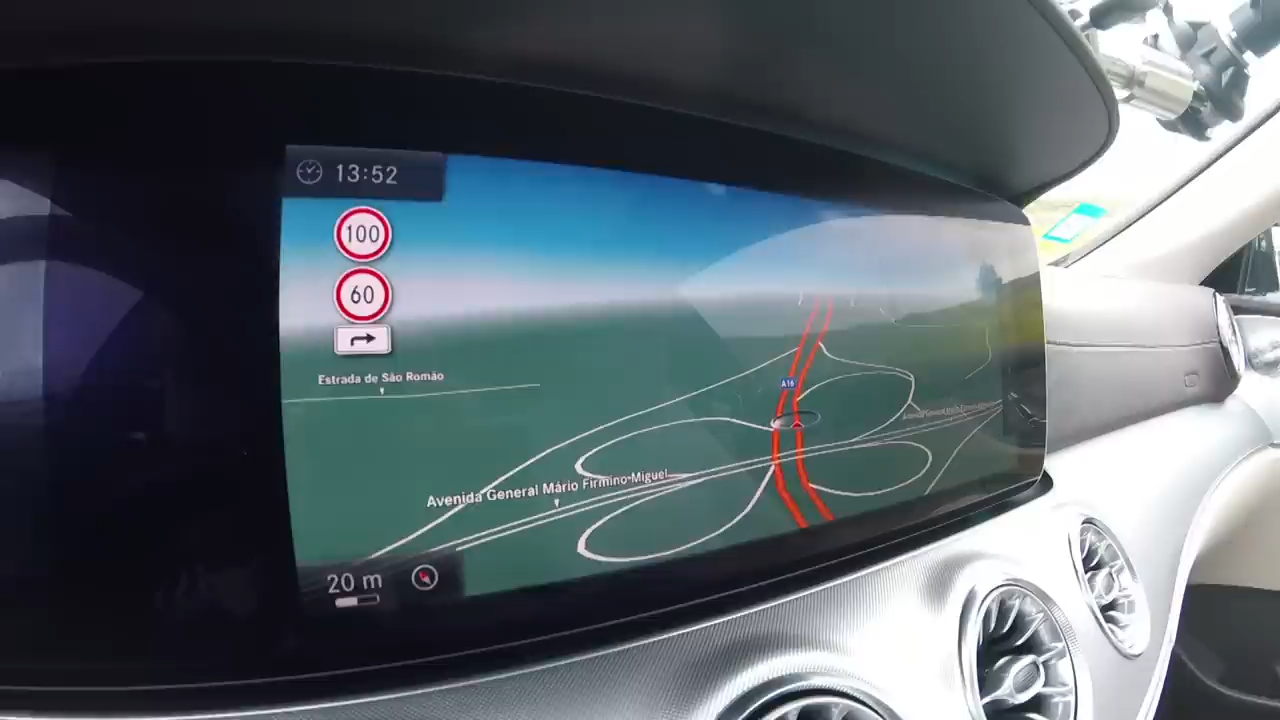 13:52
100
60
Estrada de São Romão
A16
Avenida General Mário Firmino Miguel
20 m